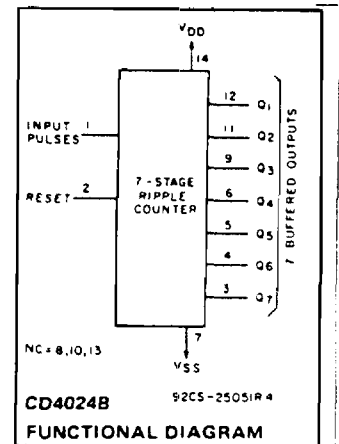 VDD
14
INPUT PULSES 1
RESET 2
7-STAGE
RIPPLE
COUNTER
12 Q1
11 Q2
9 Q3
6 Q4
5 Q5
4 Q6
3 Q7
7 BUFFERED OUTPUTS
7
VSS
NC = 8,10,13
92CS-25051R4
CD4024B
FUNCTIONAL DIAGRAM